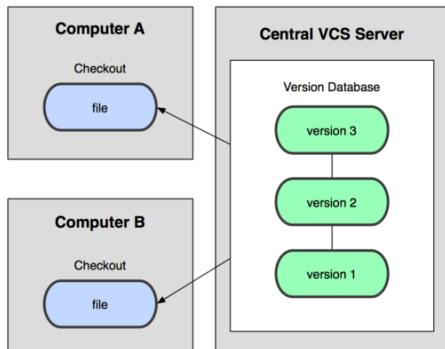 Computer A
Checkout
file
Computer B
Checkout
file
Central VCS Server
Version Database
version 3
version 2
version 1